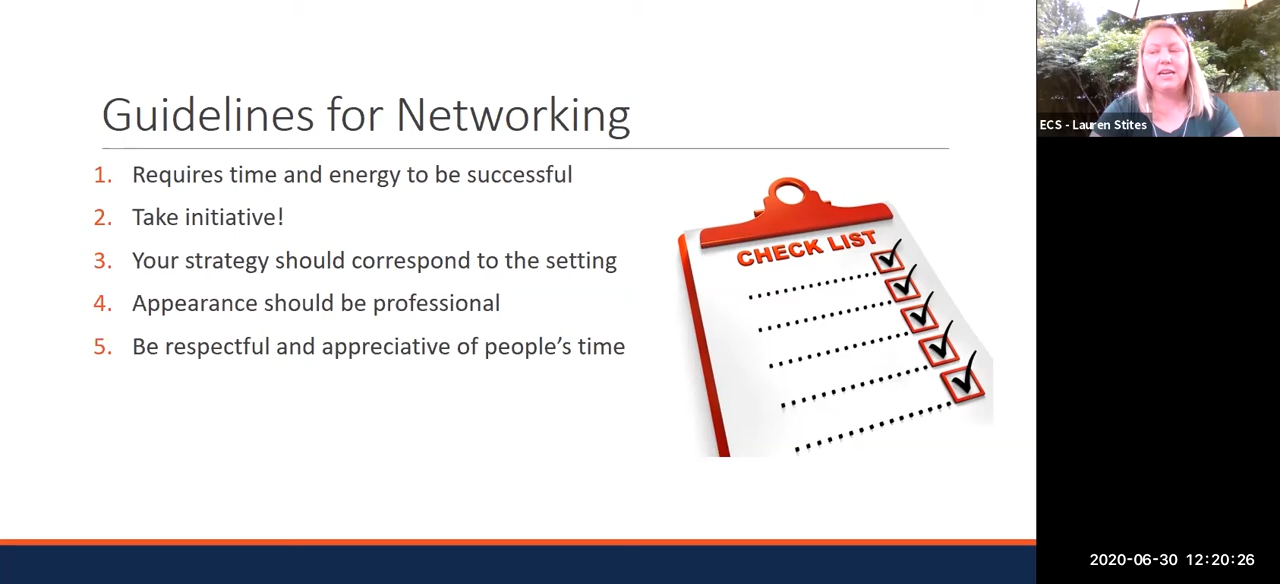 Guidelines for Networking
1. Requires time and energy to be successful
2. Take initiative!
3. Your strategy should correspond to the setting
4. Appearance should be professional
5. Be respectful and appreciative of people’s time
CHECK LIST
ECS - Lauren Stites
2020-06-30 12:20:26